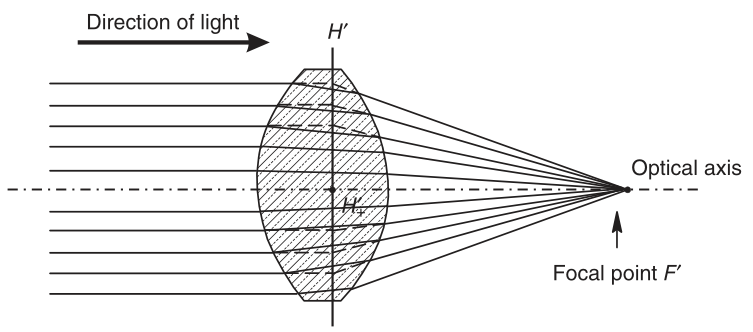 Direction of light
H′
Optical axis
H′₊
Focal point F′